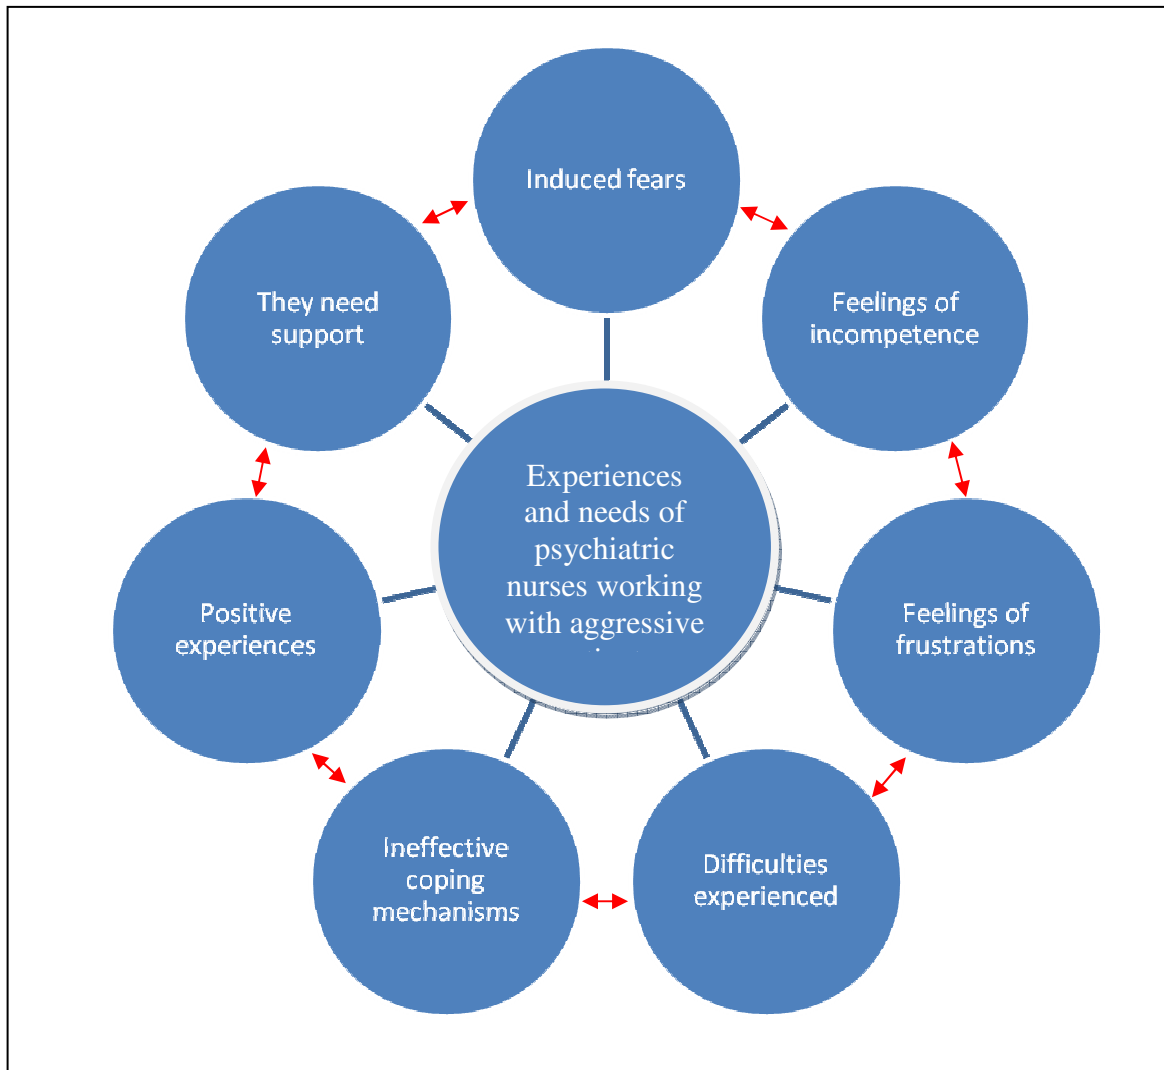 Induced fears
They need
support
Feelings of
incompetence
Experiences
and needs of
psychiatric
nurses working
with aggressive
Positive
experiences
Feelings of
frustrations
Ineffective
coping
mechanisms
Difficulties
experienced